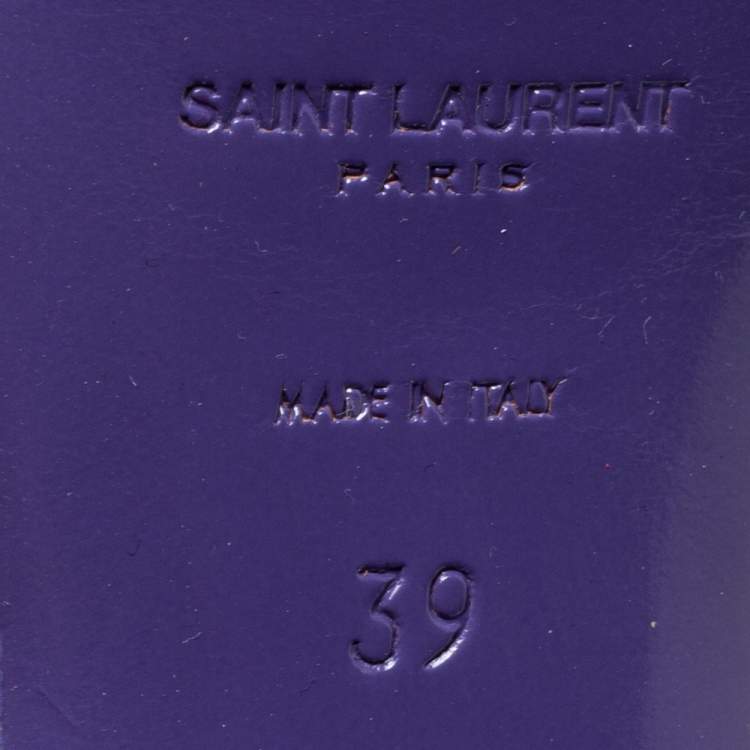 SAINT LAURENT
PARIS
MADE IN ITALY
39